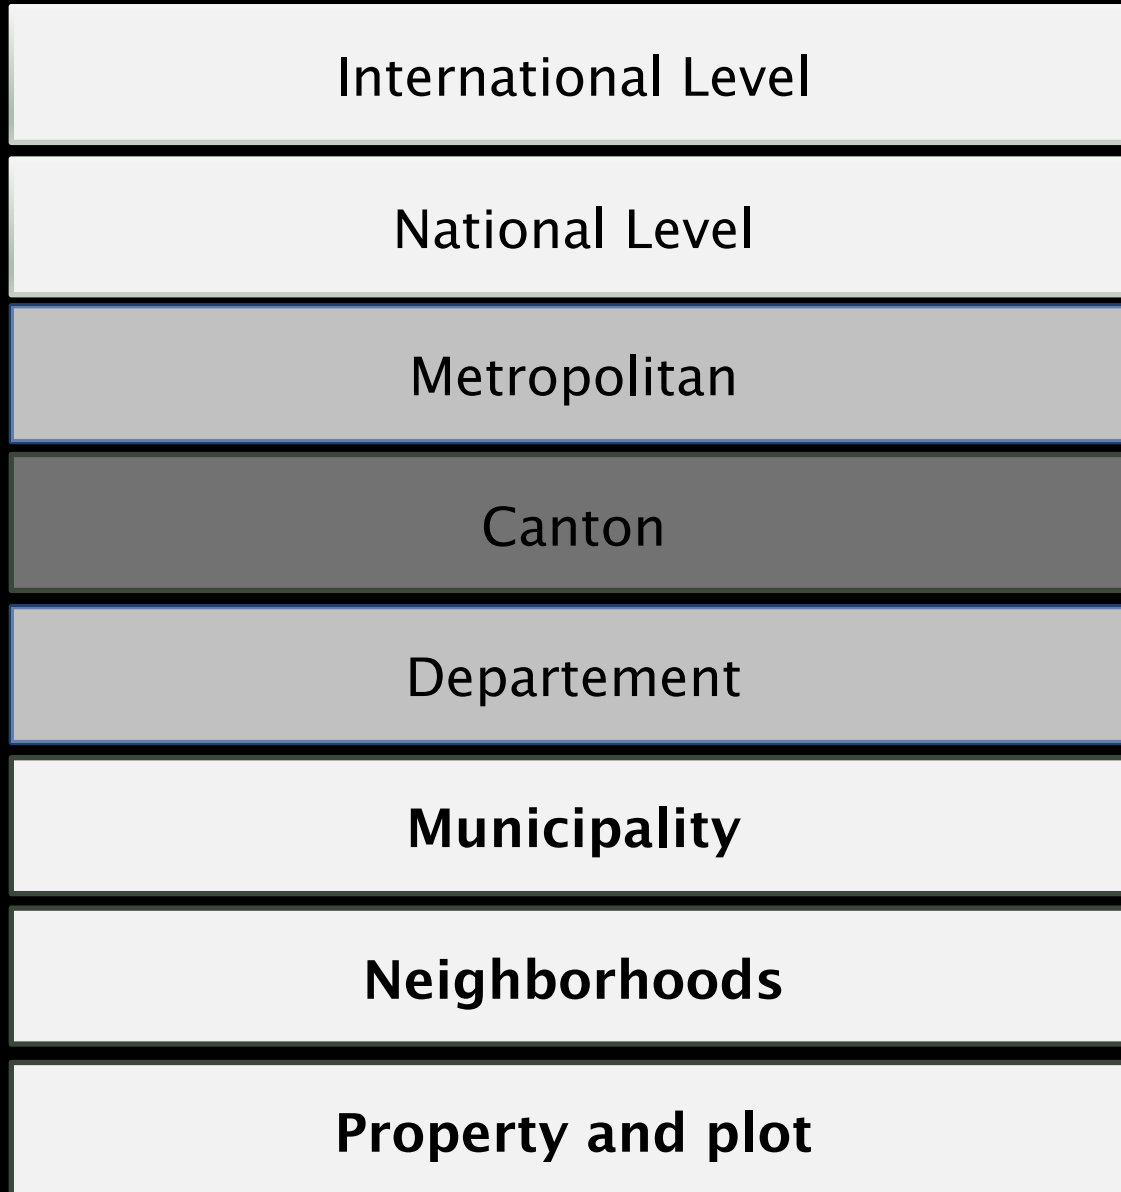 International Level
National Level
Metropolitan
Canton
Departement
Municipality
Neighborhoods
Property and plot